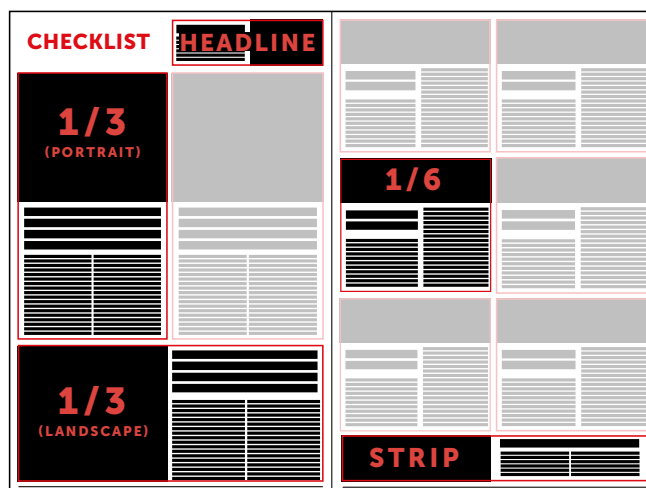 CHECKLIST
HEADLINE
1/3
(PORTRAIT)
1/3
(LANDSCAPE)
1/6
STRIP